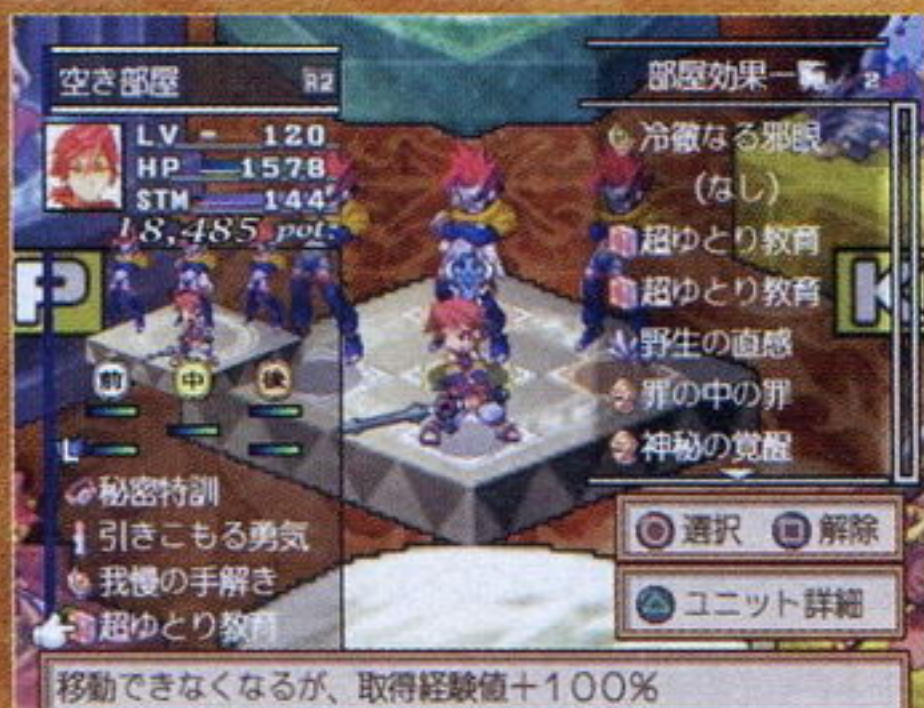 空き部屋 R2
LV 120
HP 1578
STM 144
18,485 pot.
P
前 中 後
L
秘密特訓
引きこもる勇気
我慢の手解き
超ゆとり教育
部屋効果一覧 2
冷徹なる邪眼
(なし)
超ゆとり教育
超ゆとり教育
野生の直感
罪の中の罪
神秘の覚醒
K
選択 解除
ユニット詳細
移動できなくなるが、取得経験値+100%